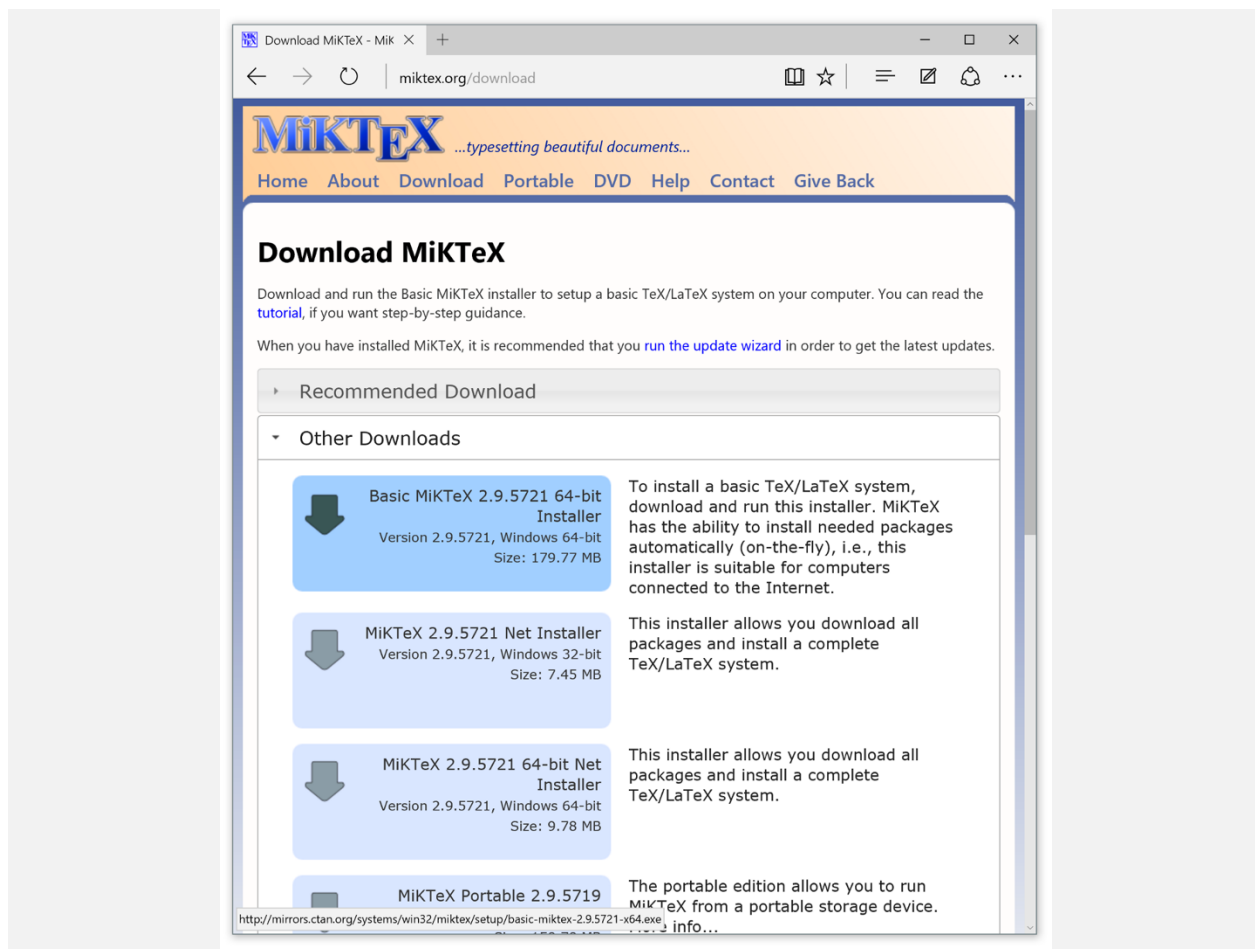 Download MiKTeX - MiK
miktex.org/download
MiKTEX ...typesetting beautiful documents...
Home About Download Portable DVD Help Contact Give Back
Download MiKTeX
Download and run the Basic MiKTeX installer to setup a basic TeX/LaTeX system on your computer. You can read the
tutorial, if you want step-by-step guidance.
When you have installed MiKTeX, it is recommended that you run the update wizard in order to get the latest updates.
Recommended Download
Other Downloads
Basic MiKTeX 2.9.5721 64-bit
Installer
Version 2.9.5721, Windows 64-bit
Size: 179.77 MB
To install a basic TeX/LaTeX system,
download and run this installer. MiKTeX
has the ability to install needed packages
automatically (on-the-fly), i.e., this
installer is suitable for computers
connected to the Internet.
MiKTeX 2.9.5721 Net Installer
Version 2.9.5721, Windows 32-bit
Size: 7.45 MB
This installer allows you download all
packages and install a complete
TeX/LaTeX system.
MiKTeX 2.9.5721 64-bit Net
Installer
Version 2.9.5721, Windows 64-bit
Size: 9.78 MB
This installer allows you download all
packages and install a complete
TeX/LaTeX system.
MiKTeX Portable 2.9.5719
The portable edition allows you to run
MiKTeX from a portable storage device.
More info...
http://mirrors.ctan.org/systems/win32/miktex/setup/basic-miktex-2.9.5721-x64.exe